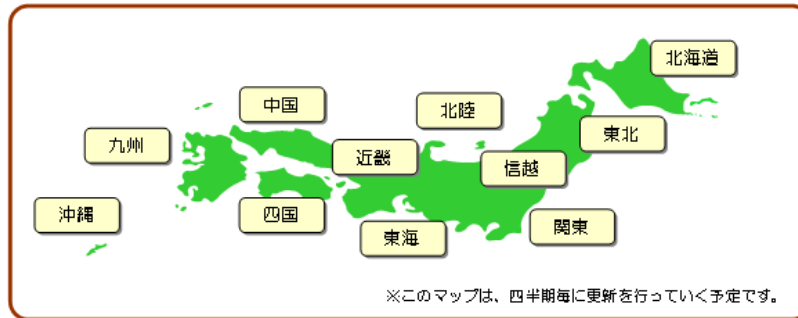 北海道
中国
北陸
東北
九州
近畿
信越
沖縄
四国
東海
関東
※このマップは、四半期毎に更新を行っていく予定です。